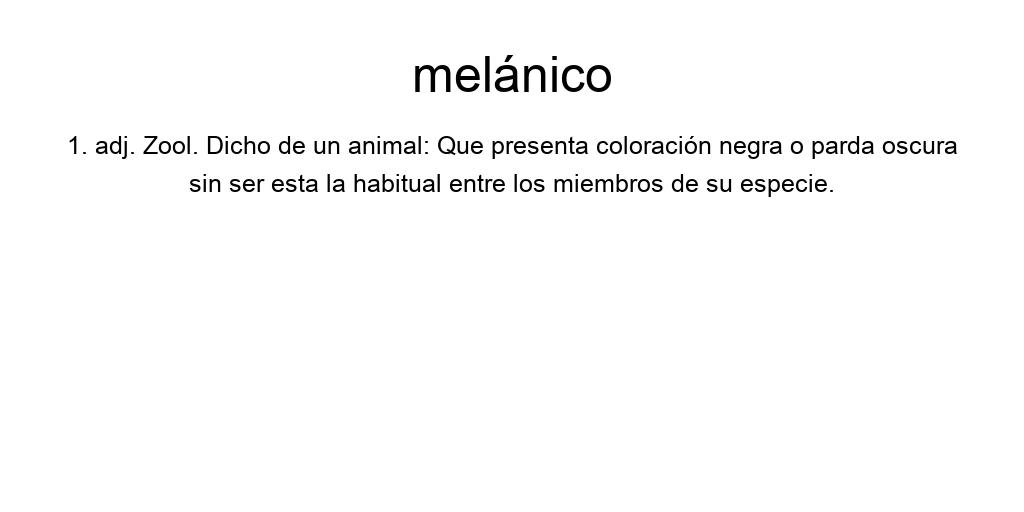 melánico
1. adj. Zool. Dicho de un animal: Que presenta coloración negra o parda oscura
sin ser esta la habitual entre los miembros de su especie.